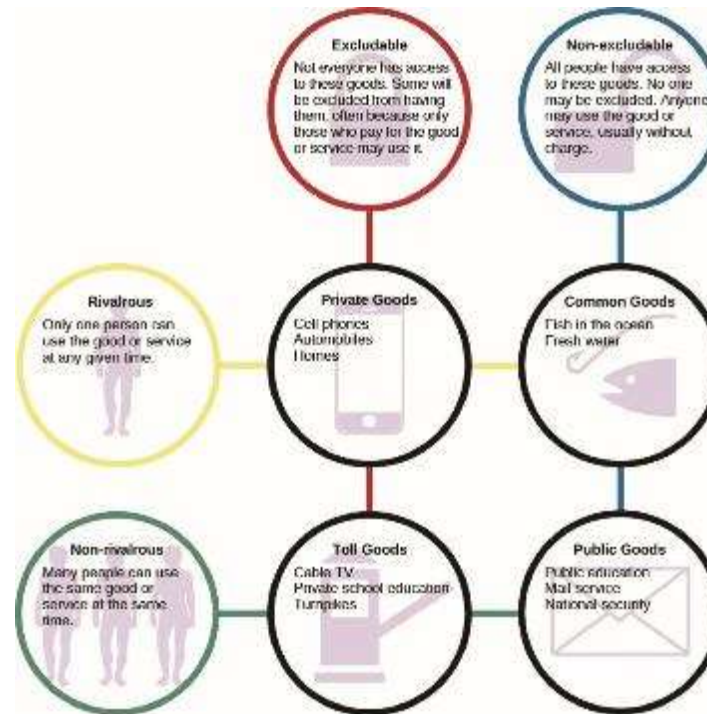 Excludable
Not everyone has access
to these goods. Some will
be excluded from having
them, often because only
those who pay for the good
or service may use it.
Non-excludable
All people have access
to these goods. No one
may be excluded. Anyone
may use the good or
service, usually without
charge.
Rivalrous
Only one person can
use the good or service
at any given time.
Private Goods
Cell phones
Automobiles
Homes
Common Goods
Fish in the ocean
Fresh water
Non-rivalrous
Many people can use
the same good or
service at the same
time.
Toll Goods
Cable TV
Private school education
Turnpikes
Public Goods
Public education
Mail service
National security